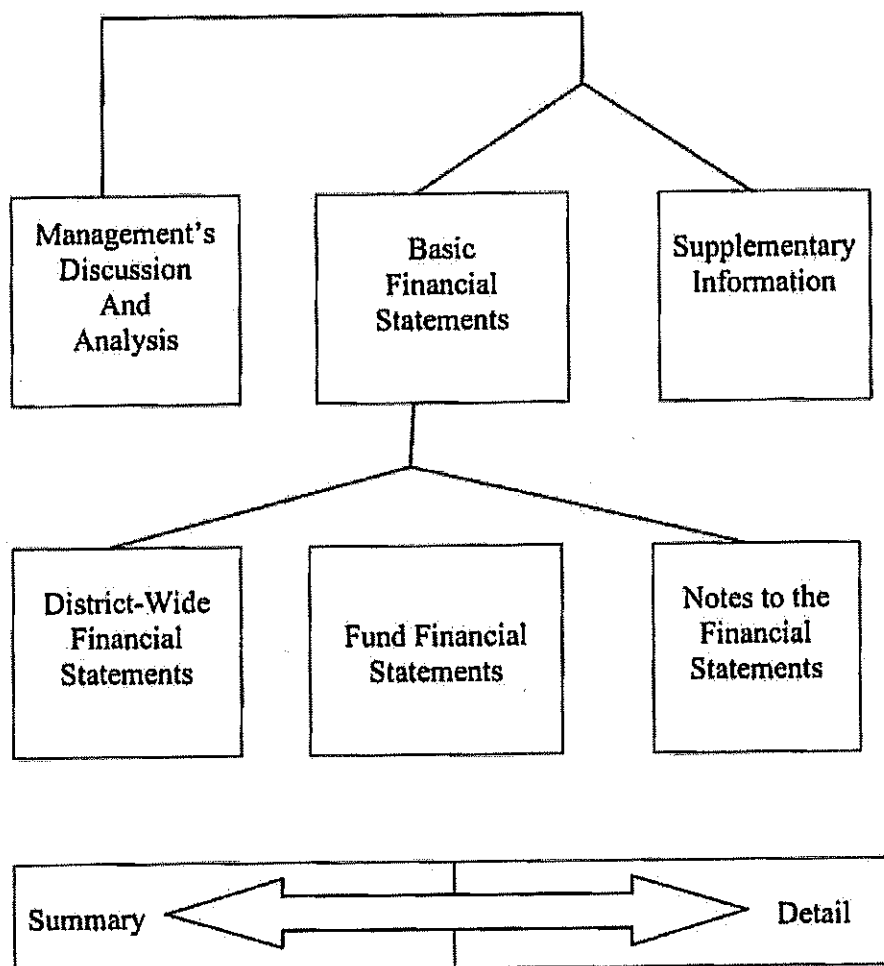 Management's
Discussion
And
Analysis
Basic
Financial
Statements
Supplementary
Information
District-Wide
Financial
Statements
Fund Financial
Statements
Notes to the
Financial
Statements
Summary
Detail